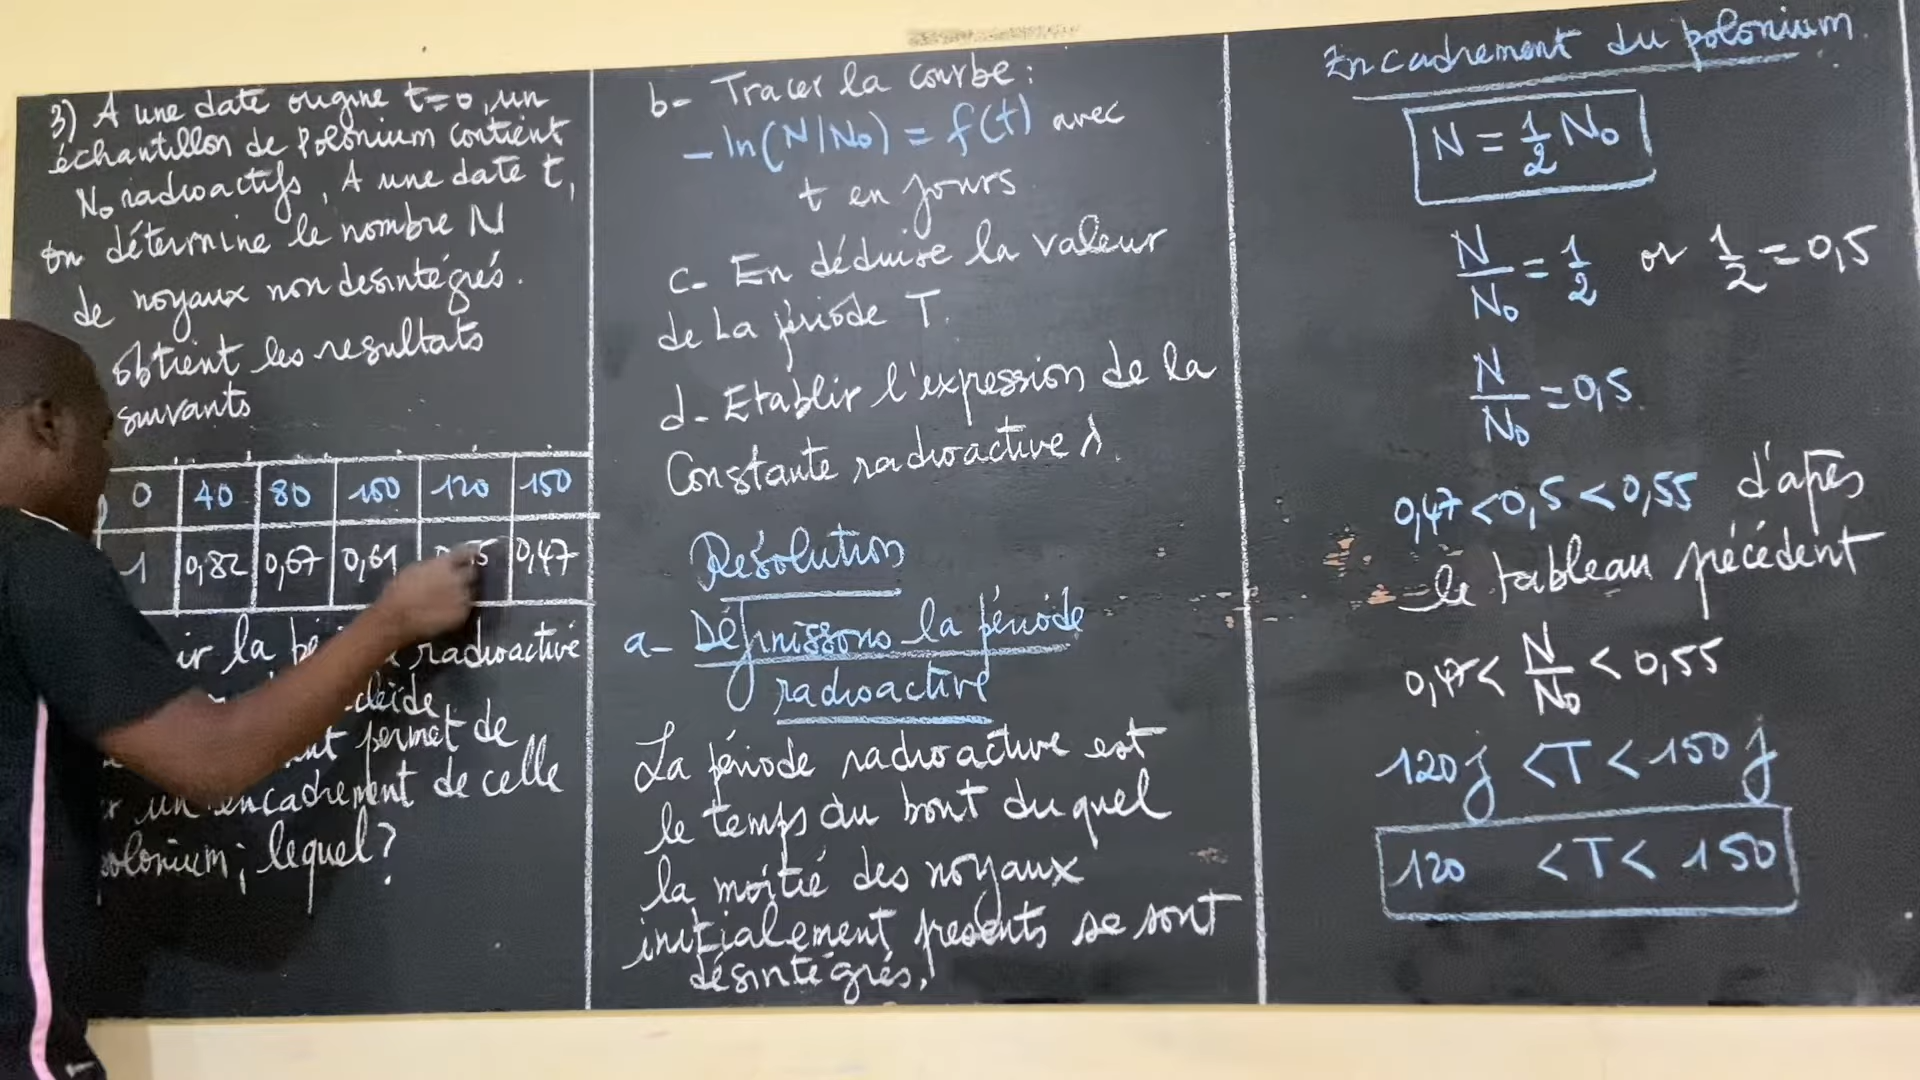 3) A une date origine t=0, un
échantillon de Polonium contient
N₀ radioactifs, A une date t,
on détermine le nombre N
de noyaux non desintégrés.
obtient les resultats
suivants
0 40 80 100 120 150
1 0,82 0,67 0,61 0,47
ir la radioactive
permet de
un encadrement de celle
polonium; lequel?
b- Tracer la courbe:
- ln(N/N₀) = f(t) avec
t en jours
c- En déduire la valeur
de La période T.
d- Etablir l'expression de la
Constante radioactive λ.
Résolution
a- Définissons la période
radioactive
La période radioactive est
le temps au bout duquel
la moitié des noyaux
initialement présents se sont
désintégrés.
Encadrement du polonium
N = 1/2 N₀
N/N₀ = 1/2 or 1/2 = 0,5
N/N₀ = 0,5
0,47 < 0,5 < 0,55 d'après
le tableau précédent
0,47 < N/N₀ < 0,55
120 j < T < 150 j
120 < T < 150